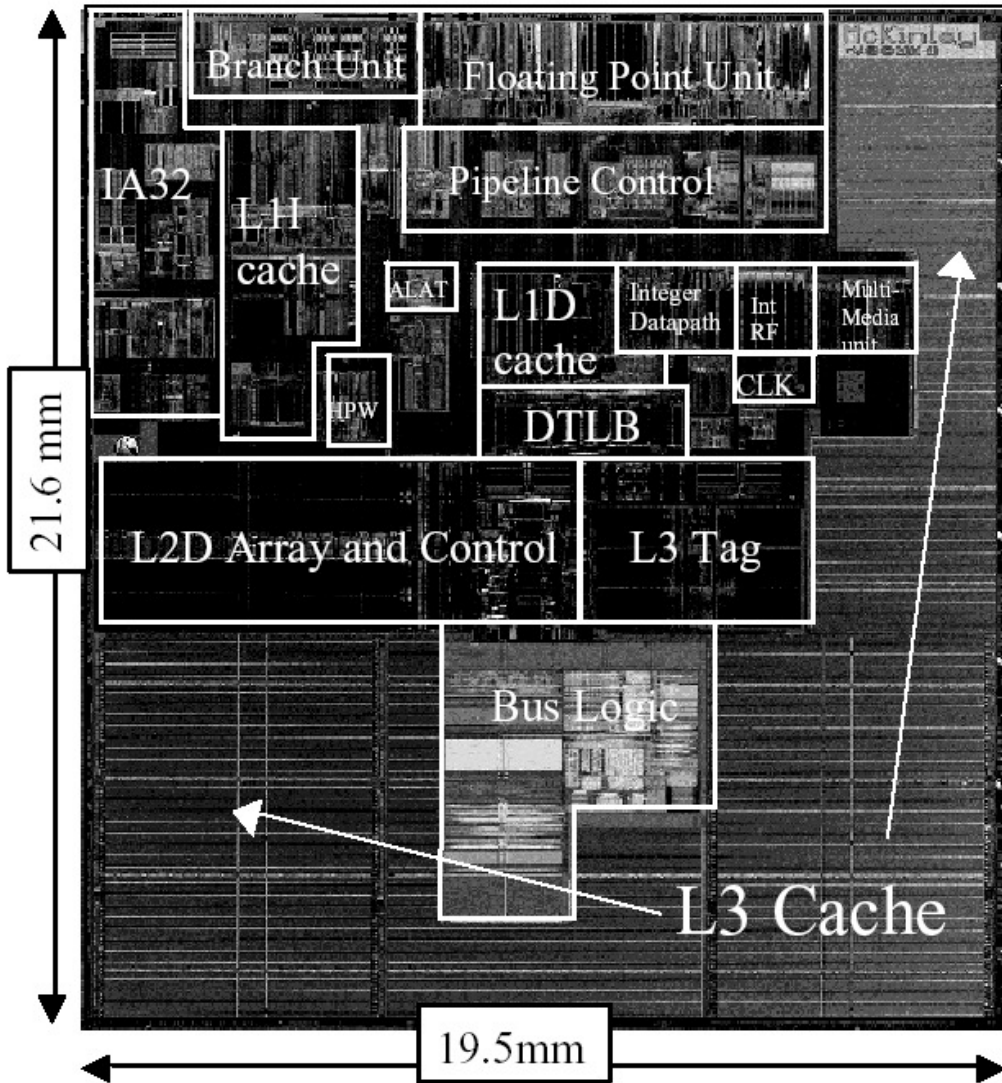 McKinley
Branch Unit
Floating Point Unit
IA32
L1I
cache
Pipeline Control
ALAT
L1D
cache
Integer
Datapath
Int
RF
Multi-
Media
unit
HPW
CLK
DTLB
21.6 mm
L2D Array and Control
L3 Tag
Bus Logic
L3 Cache
19.5mm